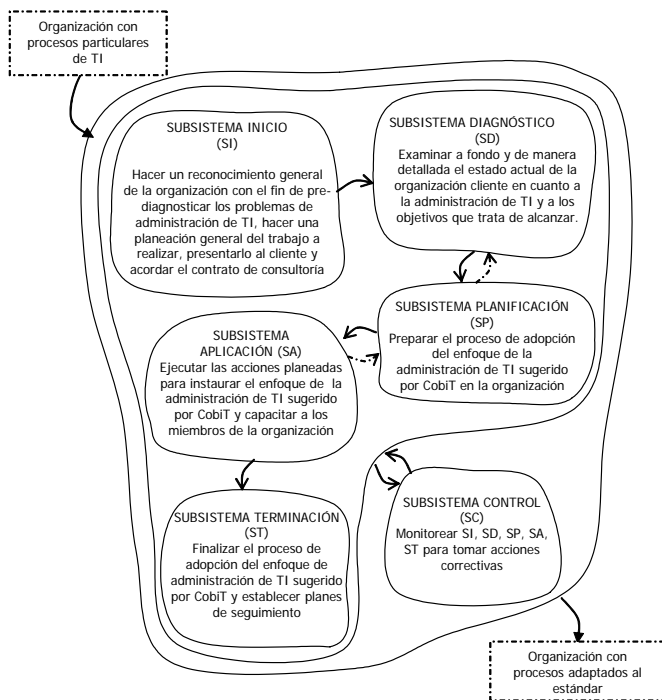 Organización con
procesos particulares
de TI
SUBSISTEMA INICIO
(SI)
Hacer un reconocimiento general
de la organización con el fin de pre-
diagnosticar los problemas de
administración de TI, hacer una
planeación general del trabajo a
realizar, presentarlo al cliente y
acordar el contrato de consultoría
SUBSISTEMA DIAGNÓSTICO
(SD)
Examinar a fondo y de manera
detallada el estado actual de la
organización cliente en cuanto a
la administración de TI y a los
objetivos que trata de alcanzar.
SUBSISTEMA PLANIFICACIÓN
(SP)
Preparar el proceso de adopción
del enfoque de la
administración de TI sugerido
por CobiT en la organización
SUBSISTEMA
APLICACIÓN (SA)
Ejecutar las acciones planeadas
para instaurar el enfoque de la
administración de TI sugerido
por CobiT y capacitar a los
miembros de la organización
SUBSISTEMA TERMINACIÓN
(ST)
Finalizar el proceso de
adopción del enfoque de
administración de TI sugerido
por CobiT y establecer planes
de seguimiento
SUBSISTEMA CONTROL
(SC)
Monitorear SI, SD, SP, SA,
ST para tomar acciones
correctivas
Organización con
procesos adaptados al
estándar